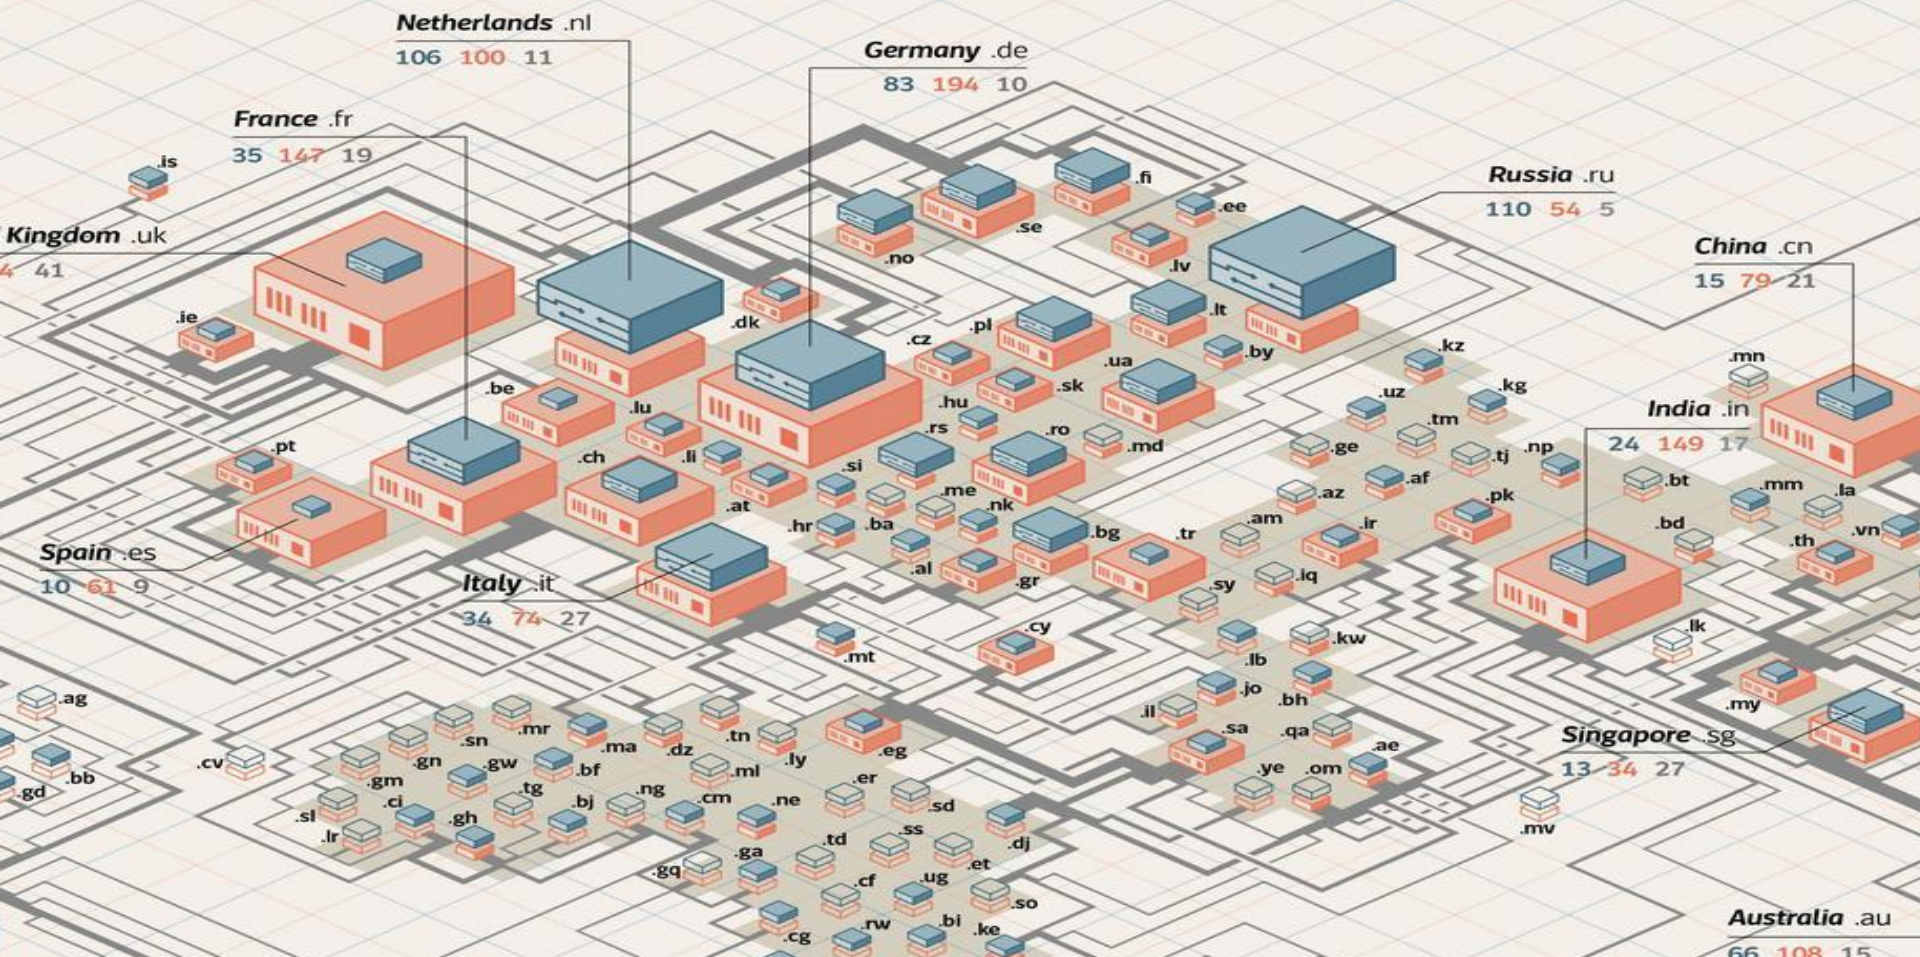 Netherlands .nl
106 100 11
Germany .de
83 194 10
France .fr
35 147 19
.is
.fi
Russia .ru
110 54 5
.ee
.se
Kingdom .uk
4 41
China .cn
15 79 21
.no
.lv
.ie
.dk
.lt
.pl
.cz
.by
.kz
.mn
.ua
.be
.sk
.kg
.uz
.lu
.hu
India .in
24 149 17
.tm
.rs
.ro
.pt
.md
.ge
.np
.ch
.li
.si
.tj
.af
.bt
.mm
.la
.me
.az
.pk
.at
.nk
.am
.ir
.bd
.hr
.ba
.bg
.tr
.vn
.th
Spain .es
10 61 9
.al
.gr
.iq
Italy .it
34 74 27
.sy
.cy
.kw
.lk
.mt
.lb
.jo
.ag
.bh
.my
.il
.mr
.sa
.qa
Singapore .sg
13 34 27
.sn
.ma
.dz
.tn
.eg
.ae
.cv
.gn
.gw
.bf
.ml
.ly
.ye
.om
.bb
.gm
.er
.gd
.tg
.ng
.cm
.ne
.sd
.ci
.bj
.sl
.gh
.ss
.mv
.lr
.td
.dj
.ga
.et
.gq
.cf
.ug
.so
.rw
.bi
.ke
.cg
Australia .au
66 108 15